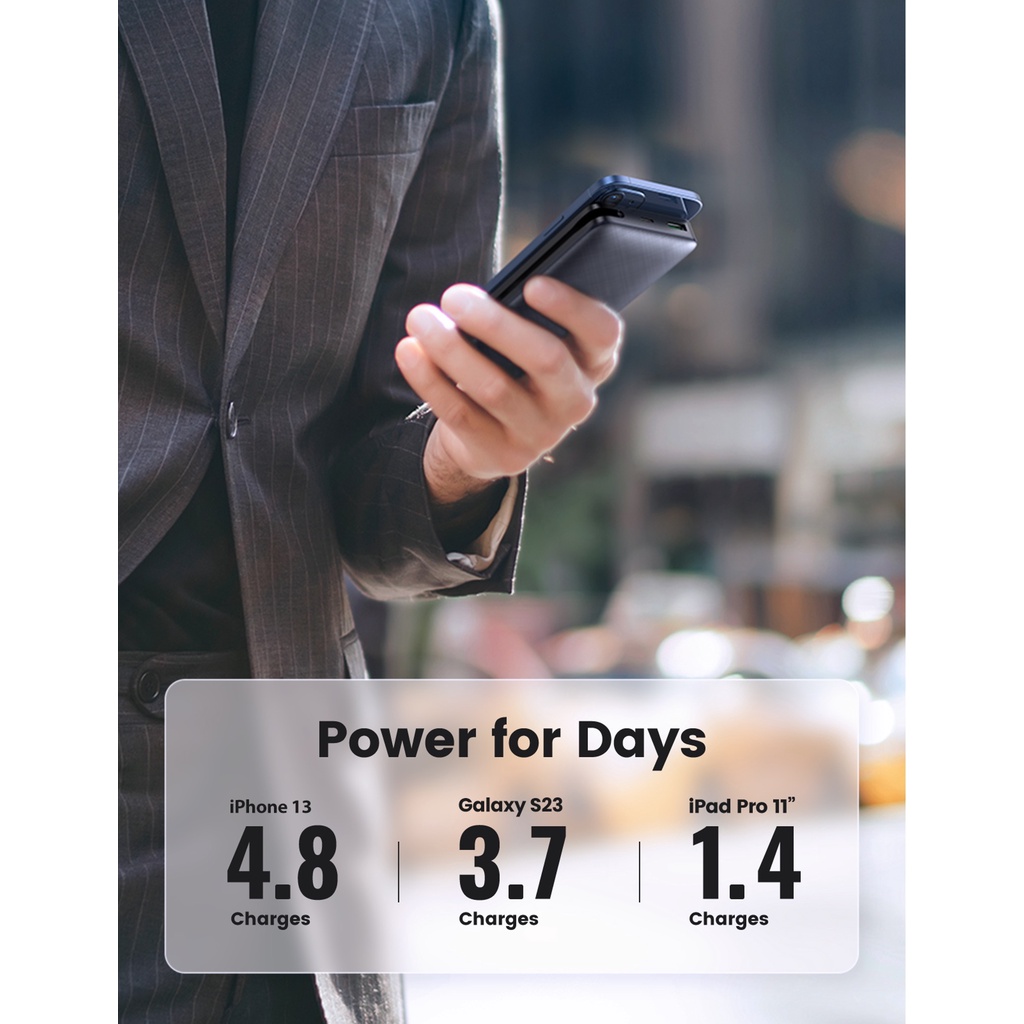 Power for Days
iPhone 13
4.8
Charges
Galaxy S23
3.7
Charges
iPad Pro 11”
1.4
Charges